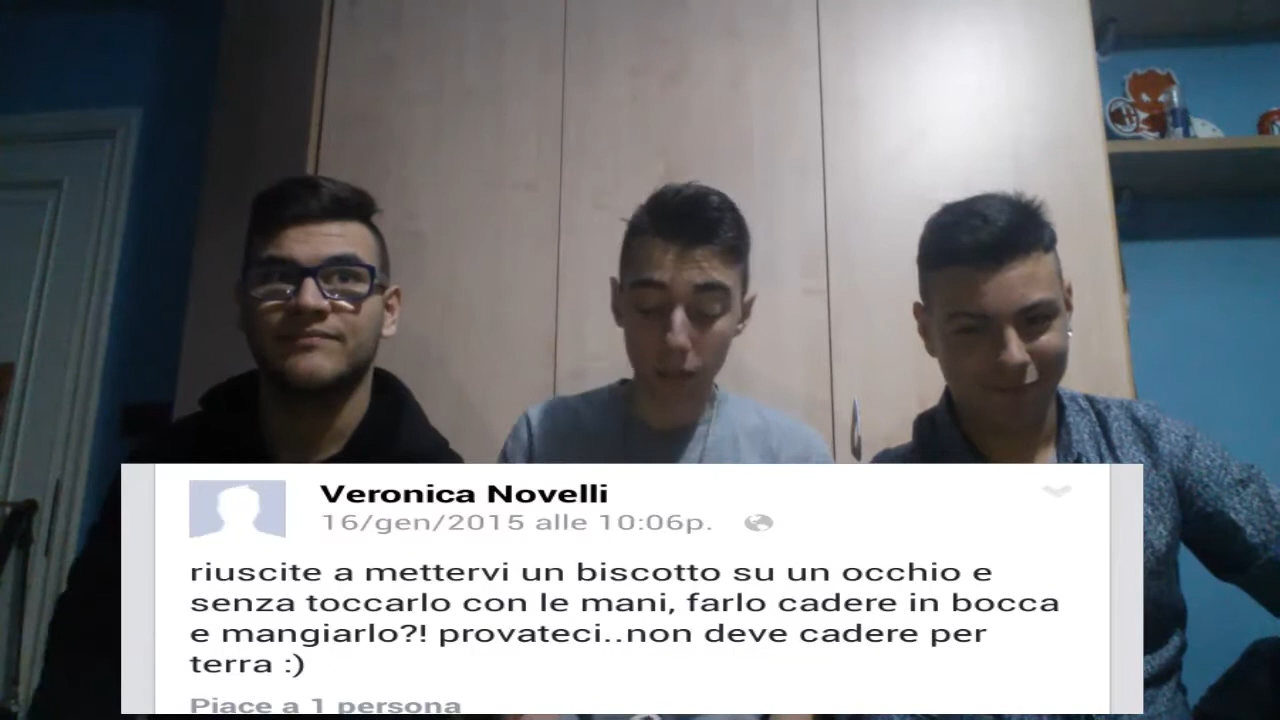 Veronica Novelli
16/gen/2015 alle 10:06p.
riuscite a mettervi un biscotto su un occhio e
senza toccarlo con le mani, farlo cadere in bocca
e mangiarlo?! provateci..non deve cadere per
terra :)
Piace a 1 persona